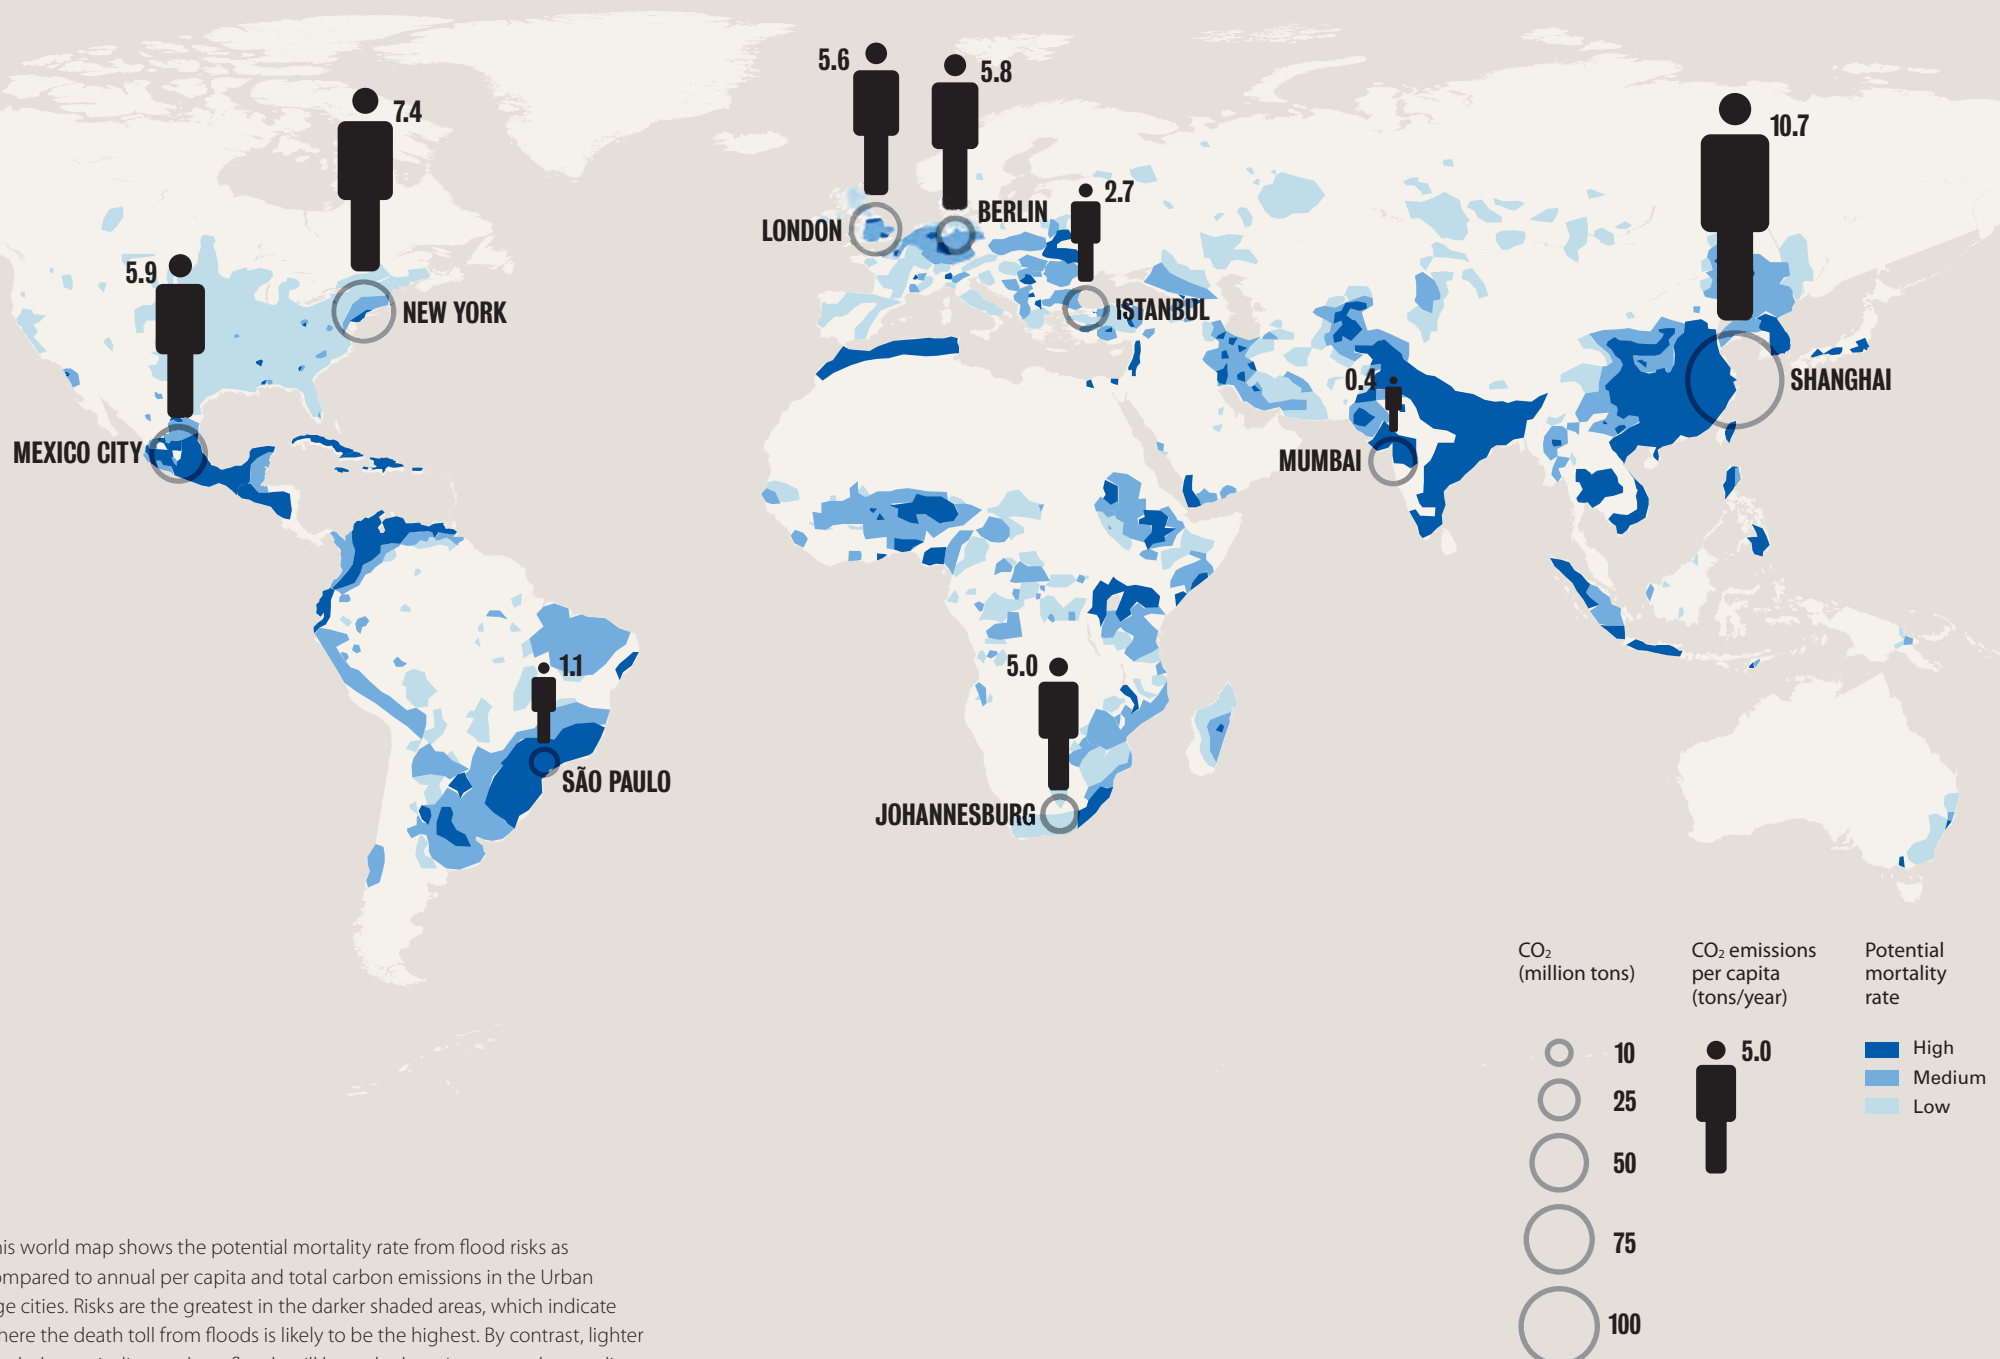 5.6
5.8
7.4
10.7
2.7
BERLIN
LONDON
5.9
NEW YORK
ISTANBUL
0.4
SHANGHAI
MEXICO CITY
MUMBAI
1.1
5.0
SÃO PAULO
JOHANNESBURG
CO₂
(million tons)
10
25
50
75
100
CO₂ emissions
per capita
(tons/year)
5.0
Potential
mortality
rate
High
Medium
Low
world map shows the potential mortality rate from flood risks as
compared to annual per capita and total carbon emissions in the Urban
cities. Risks are the greatest in the darker shaded areas, which indicate
where the death toll from floods is likely to be the highest. By contrast, lighter